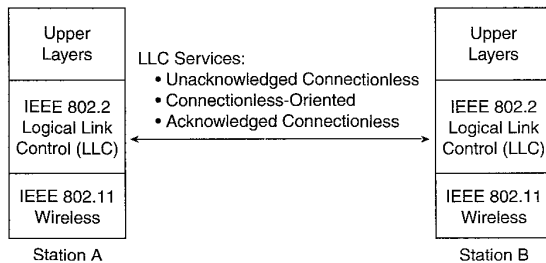 Upper
Layers
IEEE 802.2
Logical Link
Control (LLC)
IEEE 802.11
Wireless
Station A
LLC Services:
• Unacknowledged Connectionless
• Connectionless-Oriented
• Acknowledged Connectionless
Upper
Layers
IEEE 802.2
Logical Link
Control (LLC)
IEEE 802.11
Wireless
Station B